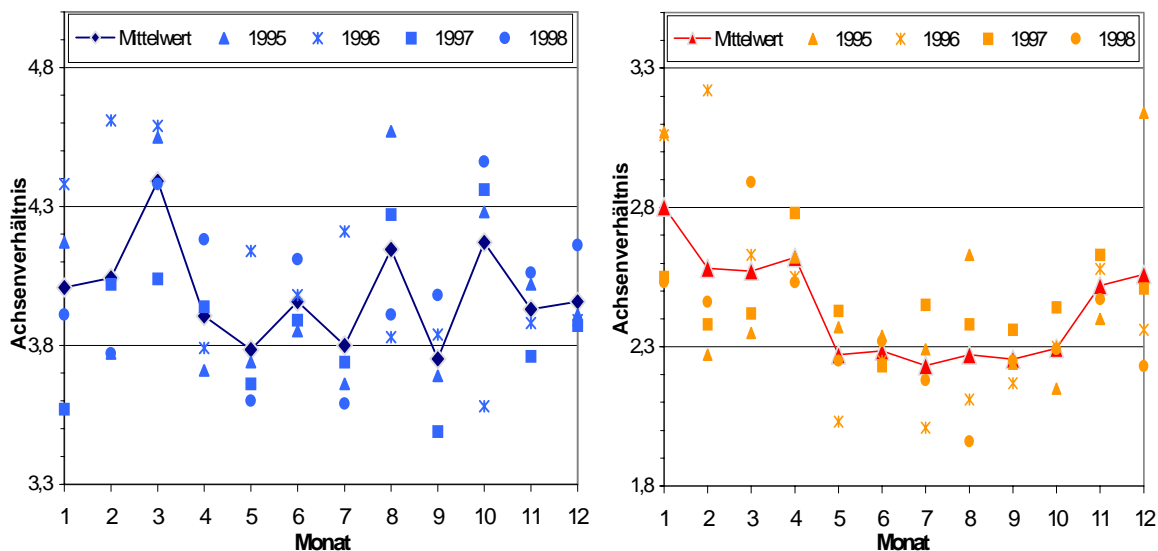 Mittelwert 1995 1996 1997 1998
4,8
4,3
3,8
3,3
Achsenverhältnis
1 2 3 4 5 6 7 8 9 10 11 12
Monat
Mittelwert 1995 1996 1997 1998
3,3
2,8
2,3
1,8
Achsenverhältnis
1 2 3 4 5 6 7 8 9 10 11 12
Monat